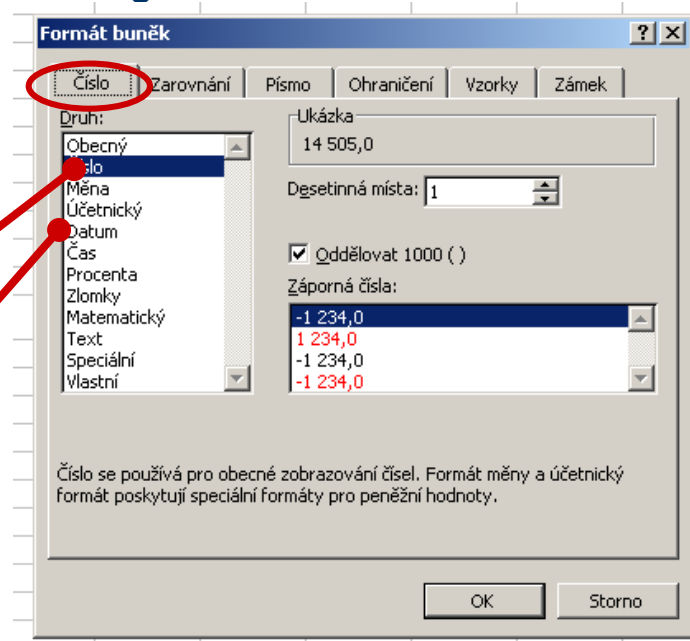 Formát buněk
Číslo Zarovnání Písmo Ohraničení Vzorky Zámek
Druh:
Obecný
Číslo
Měna
Účetnický
Datum
Čas
Procenta
Zlomky
Matematický
Text
Speciální
Vlastní
Ukázka
14 505,0
Desetinná místa: 1
Oddělovat 1000 ( )
Záporná čísla:
-1 234,0
1 234,0
-1 234,0
-1 234,0
Číslo se používá pro obecné zobrazování čísel. Formát měny a účetnický
formát poskytují speciální formáty pro peněžní hodnoty.
OK Storno